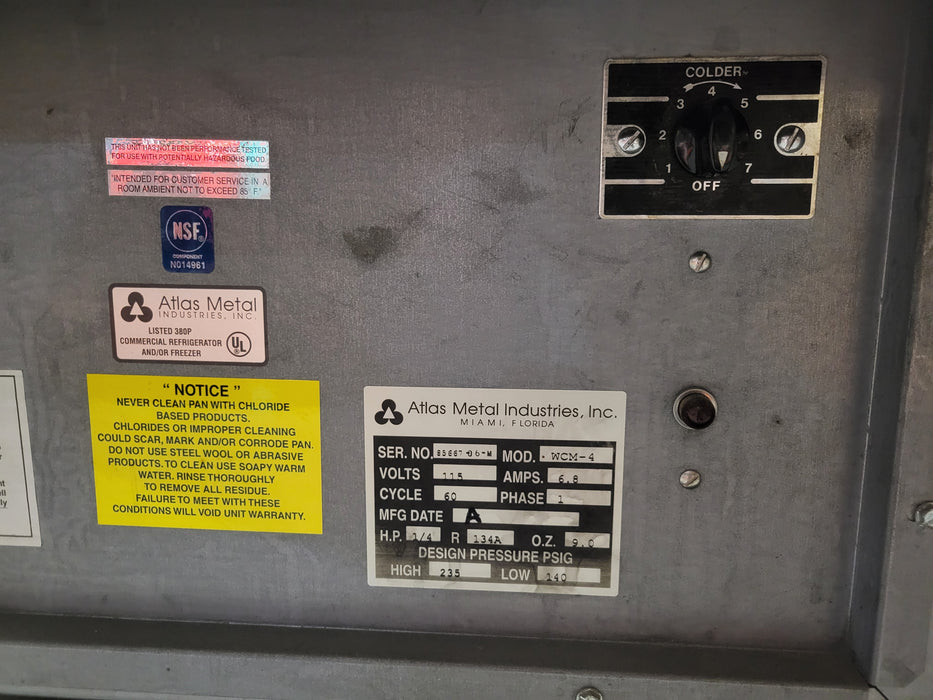 COLDER
4
3 5
2 6
1 7
OFF
THIS UNIT HAS NOT BEEN PERFORMANCE TESTED
FOR USE WITH POTENTIALLY HAZARDOUS FOOD.
"INTENDED FOR CUSTOMER SERVICE IN A
ROOM AMBIENT NOT TO EXCEED 85° F."
NSF®
COMPONENT
N014961
Atlas Metal
INDUSTRIES, INC.
LISTED 380P
COMMERCIAL REFRIGERATOR
AND/OR FREEZER
UL
" NOTICE "
NEVER CLEAN PAN WITH CHLORIDE
BASED PRODUCTS.
CHLORIDES OR IMPROPER CLEANING
COULD SCAR, MARK AND/OR CORRODE PAN.
DO NOT USE STEEL WOOL OR ABRASIVE
PRODUCTS. TO CLEAN USE SOAPY WARM
WATER. RINSE THOROUGHLY
TO REMOVE ALL RESIDUE.
FAILURE TO MEET WITH THESE
CONDITIONS WILL VOID UNIT WARRANTY.
Atlas Metal Industries, Inc.
MIAMI, FLORIDA
SER. NO. 85667-06-M MOD. - WCM-4
VOLTS 115 AMPS. 6.8
CYCLE 60 PHASE 1
MFG DATE A
H.P. 1/4 R 134A O.Z. 9.0
DESIGN PRESSURE PSIG
HIGH 235 LOW 140